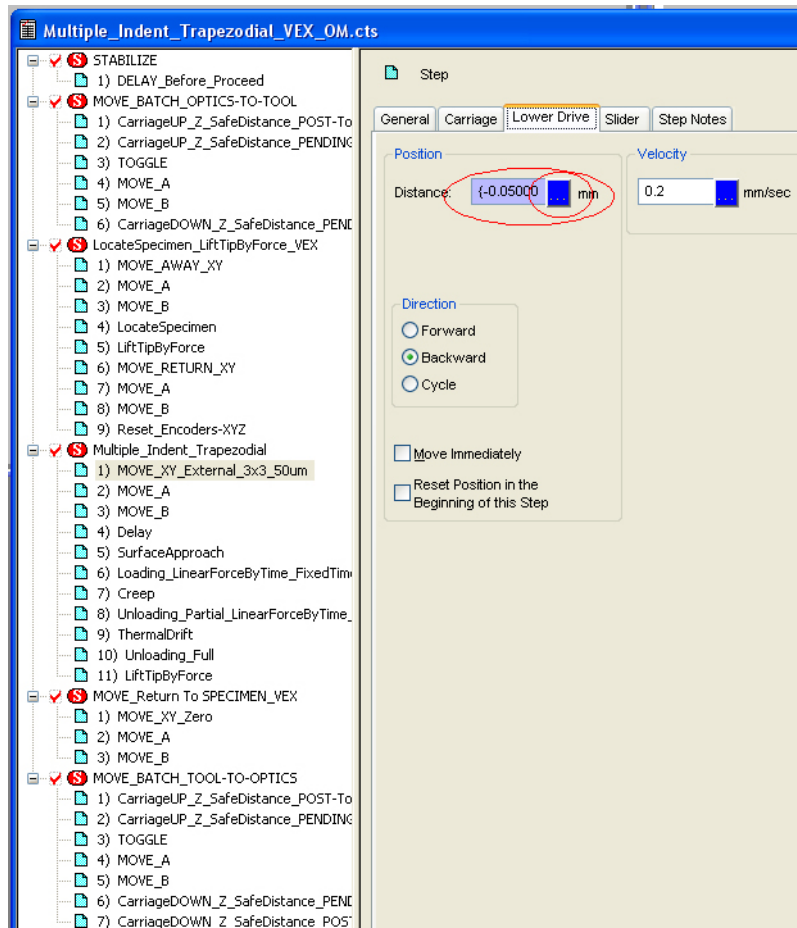 Multiple_Indent_Trapezodial_VEX_OM.cts
S STABILIZE
1) DELAY_Before_Proceed
S MOVE_BATCH_OPTICS-TO-TOOL
1) CarriageUP_Z_SafeDistance_POST-To
2) CarriageUP_Z_SafeDistance_PENDING
3) TOGGLE
4) MOVE_A
5) MOVE_B
6) CarriageDOWN_Z_SafeDistance_PEND
S LocateSpecimen_LiftTipByForce_VEX
1) MOVE_AWAY_XY
2) MOVE_A
3) MOVE_B
4) LocateSpecimen
5) LiftTipByForce
6) MOVE_RETURN_XY
7) MOVE_A
8) MOVE_B
9) Reset_Encoders-XYZ
S Multiple_Indent_Trapezodial
1) MOVE_XY_External_3x3_50um
2) MOVE_A
3) MOVE_B
4) Delay
5) SurfaceApproach
6) Loading_LinearForceByTime_FixedTim
7) Creep
8) Unloading_Partial_LinearForceByTime_
9) ThermalDrift
10) Unloading_Full
11) LiftTipByForce
S MOVE_Return To SPECIMEN_VEX
1) MOVE_XY_Zero
2) MOVE_A
3) MOVE_B
S MOVE_BATCH_TOOL-TO-OPTICS
1) CarriageUP_Z_SafeDistance_POST-To
2) CarriageUP_Z_SafeDistance_PENDING
3) TOGGLE
4) MOVE_A
5) MOVE_B
6) CarriageDOWN_Z_SafeDistance_PEND
7) CarriageDOWN_Z_SafeDistance_POST
Step
General Carriage Lower Drive Slider Step Notes
Position
Distance: {-0.05000 ... mm
Velocity
0.2 ... mm/sec
Direction
Forward
Backward
Cycle
Move Immediately
Reset Position in the
Beginning of this Step